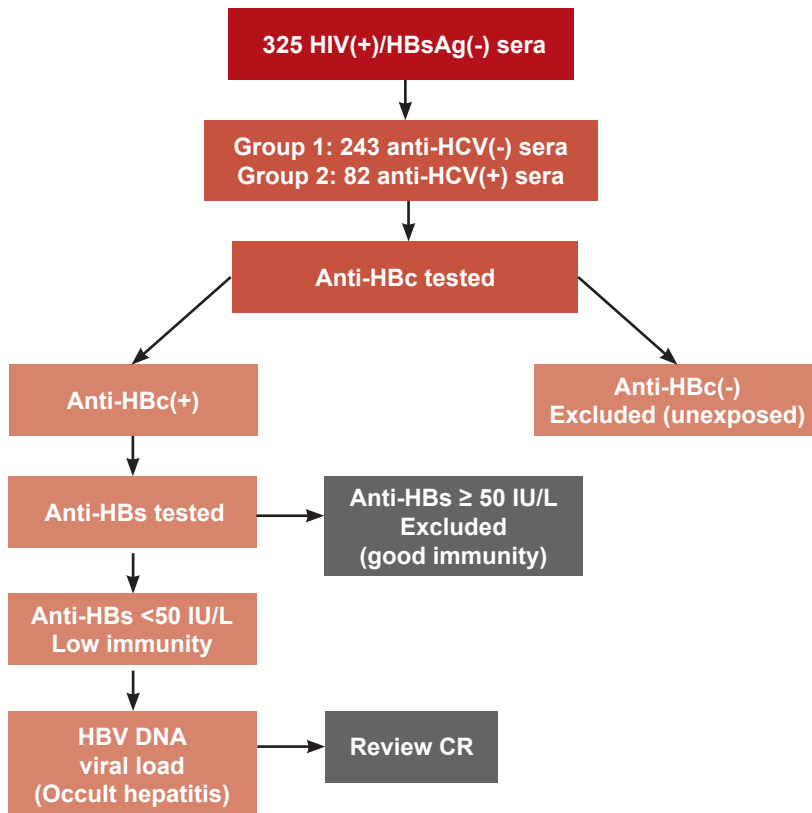 325 HIV(+)/HBsAg(-) sera
Group 1: 243 anti-HCV(-) sera
Group 2: 82 anti-HCV(+) sera
Anti-HBc tested
Anti-HBc(+)
Anti-HBc(-)
Excluded (unexposed)
Anti-HBs tested
Anti-HBs ≥ 50 IU/L
Excluded
(good immunity)
Anti-HBs <50 IU/L
Low immunity
HBV DNA
viral load
(Occult hepatitis)
Review CR